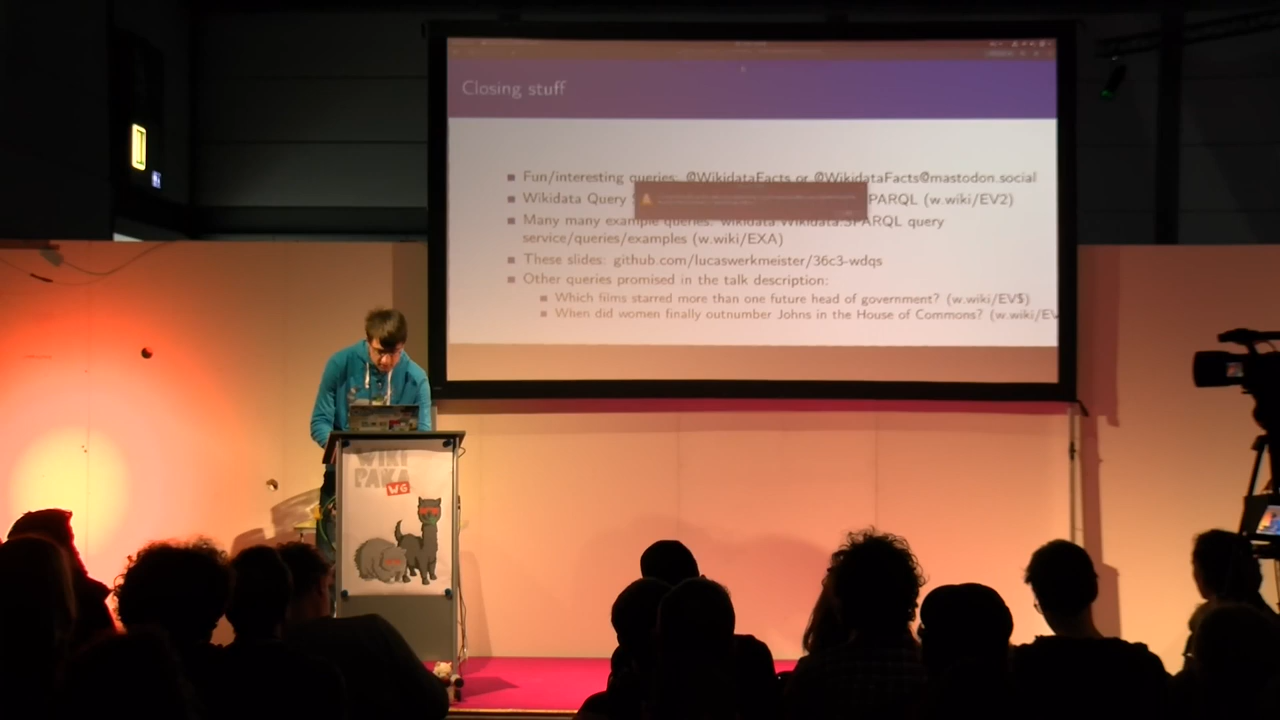 Closing stuff
Fun/interesting queries: @WikidataFacts or @WikidataFacts@mastodon.social
Wikidata Query SPARQL (w.wiki/EV2)
Many many example queries: wikidata:Wikidata:SPARQL query
service/queries/examples (w.wiki/EXA)
These slides: github.com/lucaswerkmeister/36c3-wdqs
Other queries promised in the talk description:
Which films starred more than one future head of government? (w.wiki/EV$)
When did women finally outnumber Johns in the House of Commons? (w.wiki/EV
WIKI
PAKA
WG